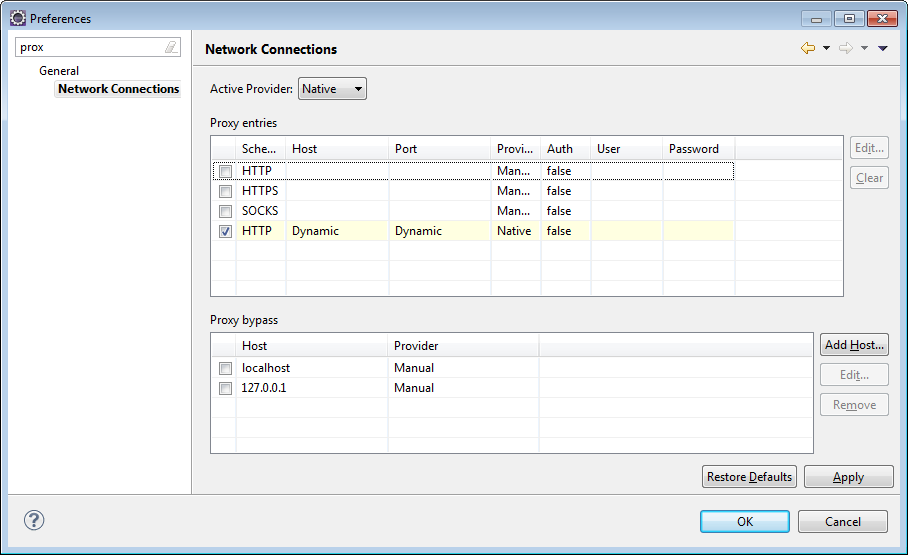 Preferences
prox
General
Network Connections
Network Connections
Active Provider: Native
Proxy entries
Sche... Host Port Provi... Auth User Password
HTTP Man... false
HTTPS Man... false
SOCKS Man... false
HTTP Dynamic Dynamic Native false
Edit...
Clear
Proxy bypass
Host Provider
localhost Manual
127.0.0.1 Manual
Add Host...
Edit...
Remove
Restore Defaults Apply
? OK Cancel